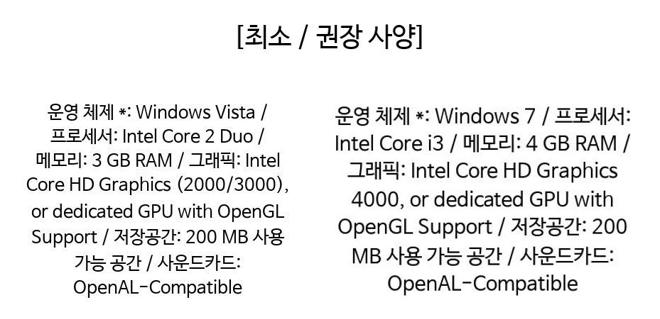 [최소 / 권장 사양]
운영 체제 *: Windows Vista /
프로세서: Intel Core 2 Duo /
메모리: 3 GB RAM / 그래픽: Intel
Core HD Graphics (2000/3000),
or dedicated GPU with OpenGL
Support / 저장공간: 200 MB 사용
가능 공간 / 사운드카드:
OpenAL-Compatible
운영 체제 *: Windows 7 / 프로세서:
Intel Core i3 / 메모리: 4 GB RAM /
그래픽: Intel Core HD Graphics
4000, or dedicated GPU with
OpenGL Support / 저장공간: 200
MB 사용 가능 공간 / 사운드카드:
OpenAL-Compatible